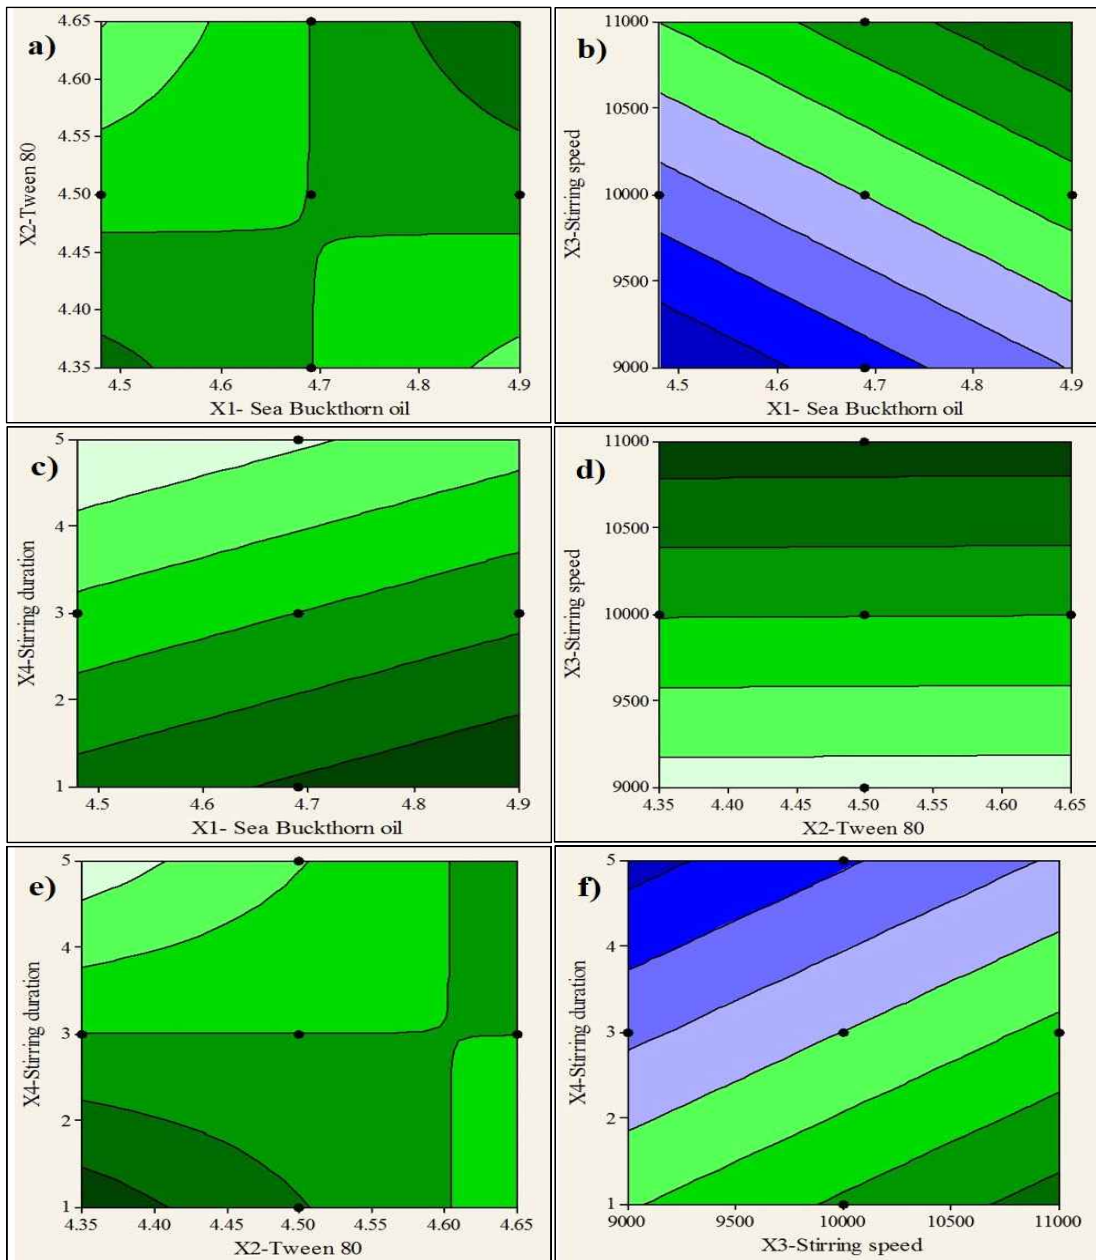 a)
X2-Tween 80
4.65
4.60
4.55
4.50
4.45
4.40
4.35
4.5 4.6 4.7 4.8 4.9
X1- Sea Buckthorn oil
b)
X3-Stirring speed
11000
10500
10000
9500
9000
4.5 4.6 4.7 4.8 4.9
X1- Sea Buckthorn oil
c)
X4-Stirring duration
5
4
3
2
1
4.5 4.6 4.7 4.8 4.9
X1- Sea Buckthorn oil
d)
X3-Stirring speed
11000
10500
10000
9500
9000
4.35 4.40 4.45 4.50 4.55 4.60 4.65
X2-Tween 80
e)
X4-Stirring duration
5
4
3
2
1
4.35 4.40 4.45 4.50 4.55 4.60 4.65
X2-Tween 80
f)
X4-Stirring duration
5
4
3
2
1
9000 9500 10000 10500 11000
X3-Stirring speed